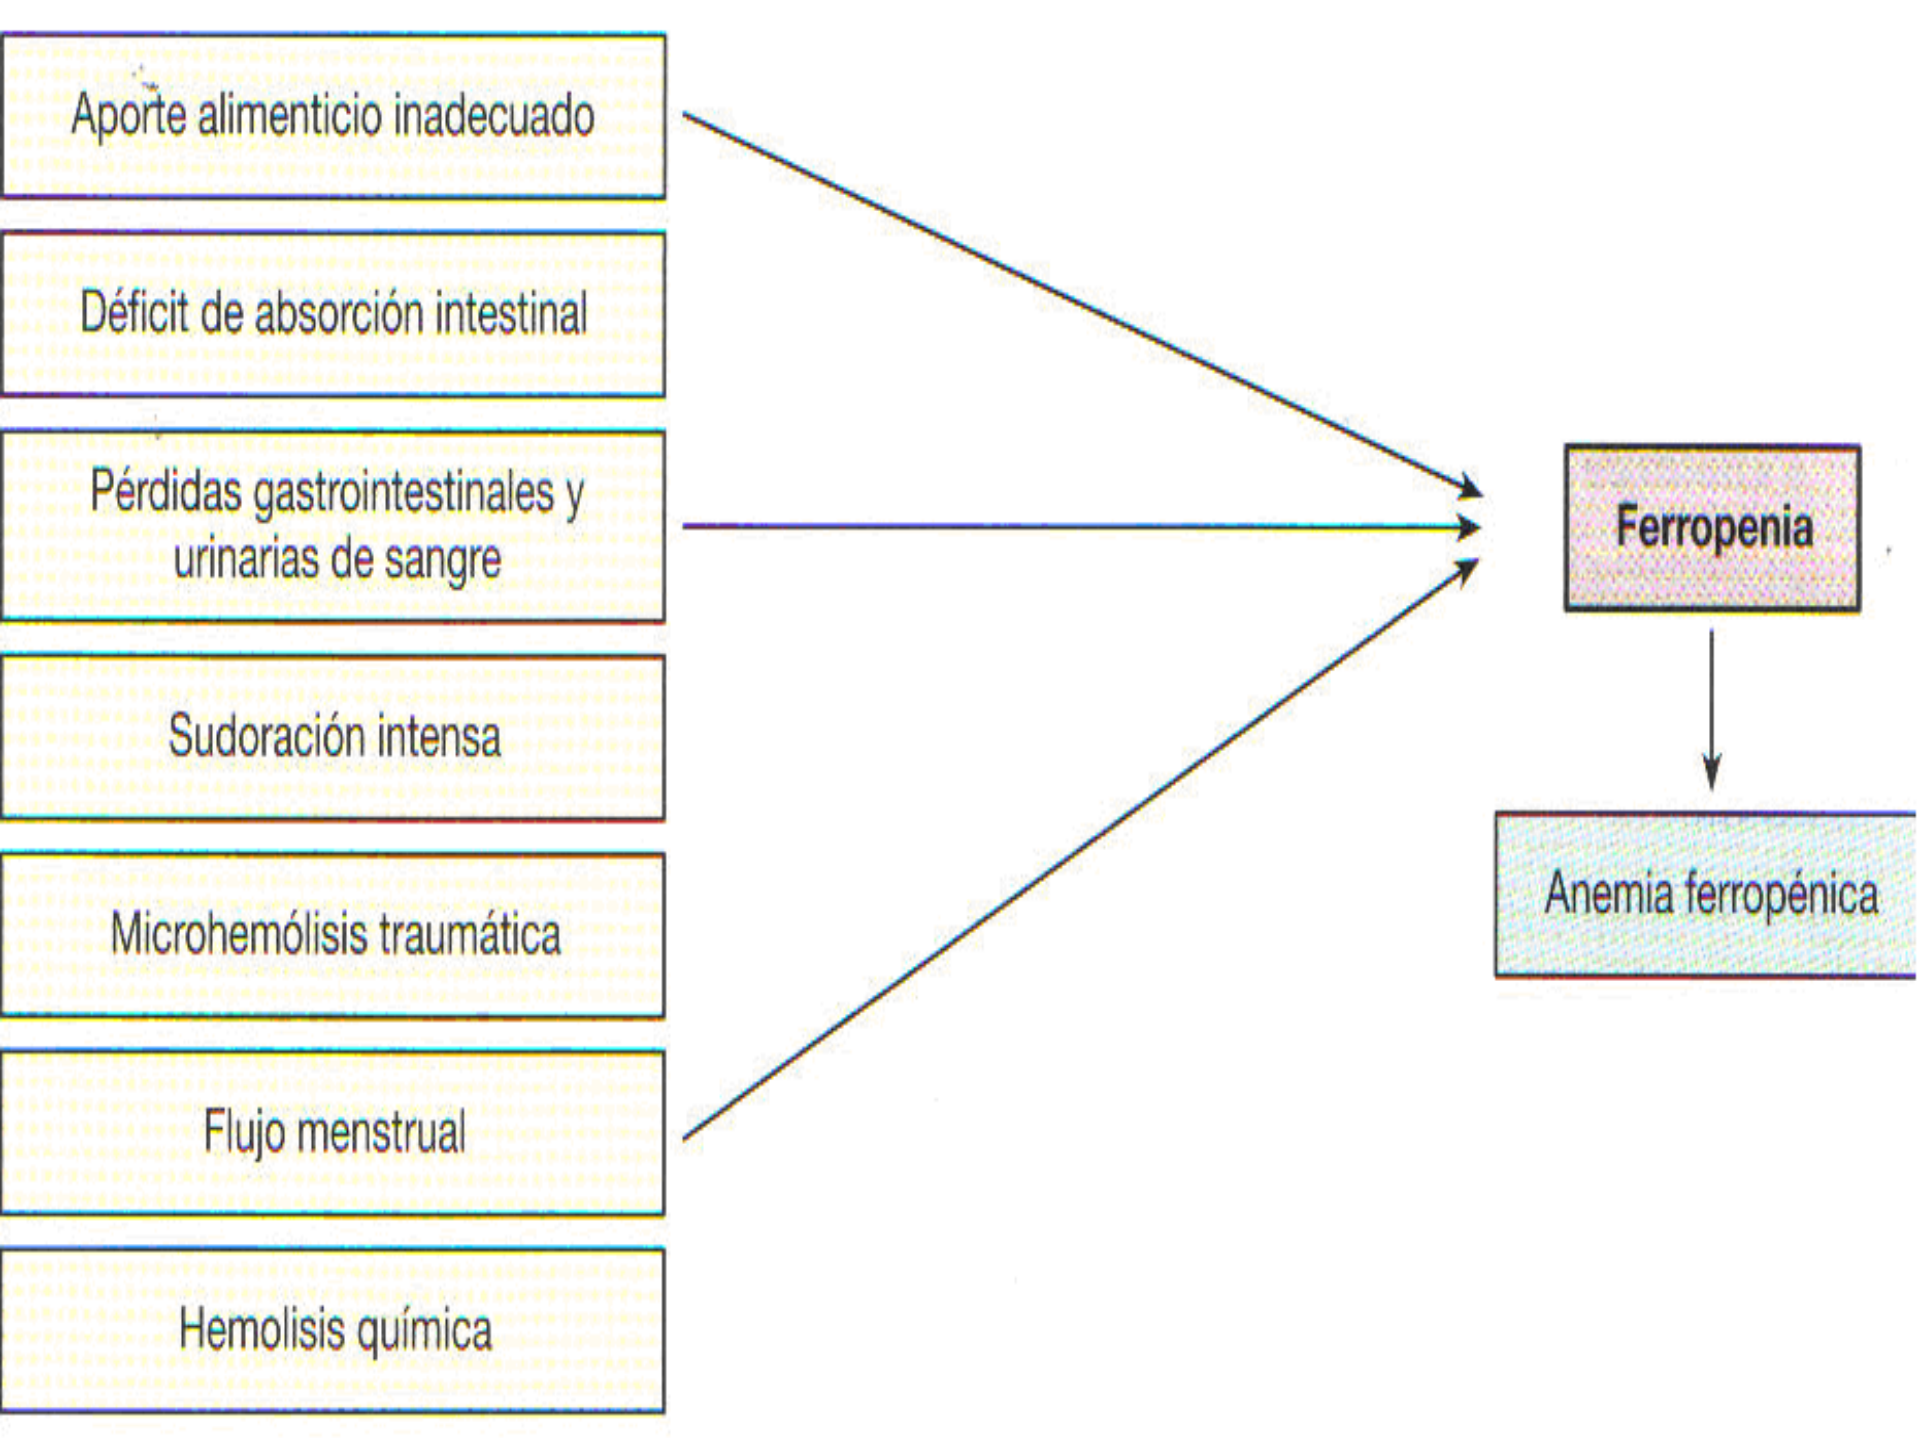 Aporte alimenticio inadecuado
Déficit de absorción intestinal
Pérdidas gastrointestinales y
urinarias de sangre
Sudoración intensa
Microhemólisis traumática
Flujo menstrual
Hemolisis química
Ferropenia
Anemia ferropénica